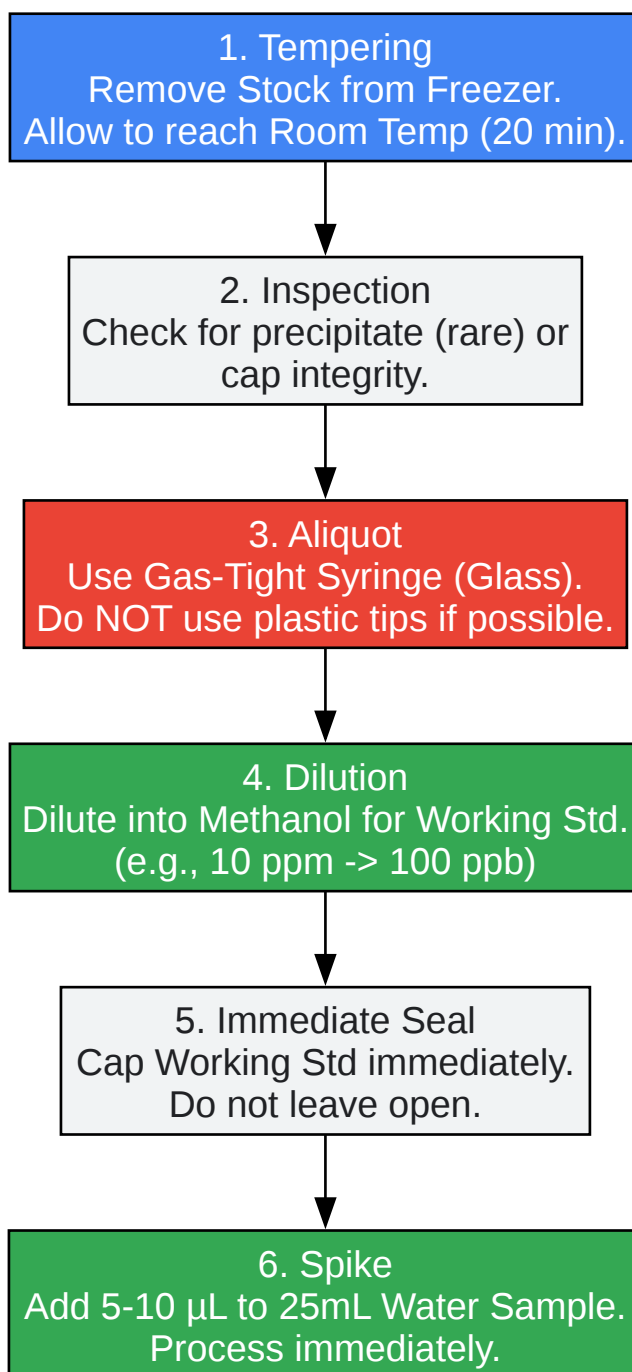 1. Tempering
Remove Stock from Freezer.
Allow to reach Room Temp (20 min).
2. Inspection
Check for precipitate (rare) or
cap integrity.
3. Aliquot
Use Gas-Tight Syringe (Glass).
Do NOT use plastic tips if possible.
4. Dilution
Dilute into Methanol for Working Std.
(e.g., 10 ppm -> 100 ppb)
5. Immediate Seal
Cap Working Std immediately.
Do not leave open.
6. Spike
Add 5-10 µL to 25mL Water Sample.
Process immediately.